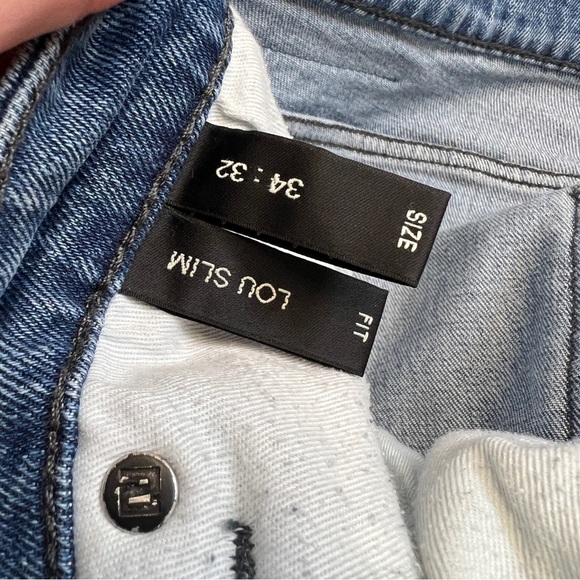 SIZE
34 : 32
FIT
LOU SLIM